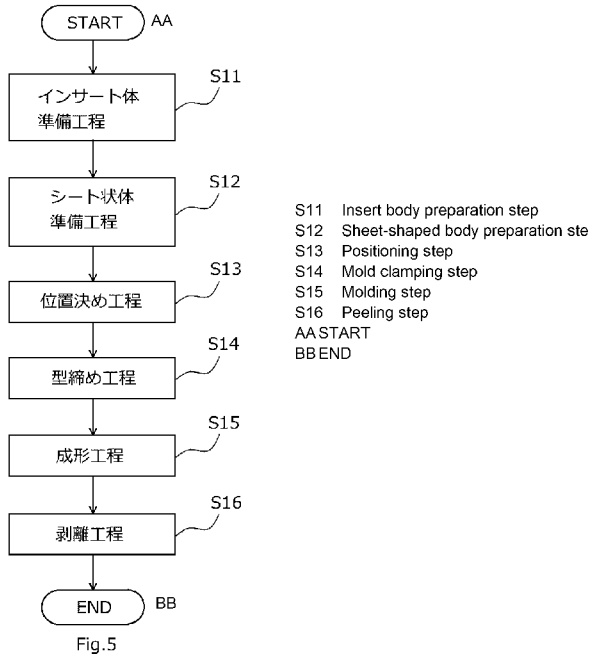 START
AA
S11
インサート体
準備工程
S12
シート状体
準備工程
S13
位置決め工程
S14
型締め工程
S15
成形工程
S16
剥離工程
END
BB
Fig.5
S11 Insert body preparation step
S12 Sheet-shaped body preparation ste
S13 Positioning step
S14 Mold clamping step
S15 Molding step
S16 Peeling step
AA START
BB END